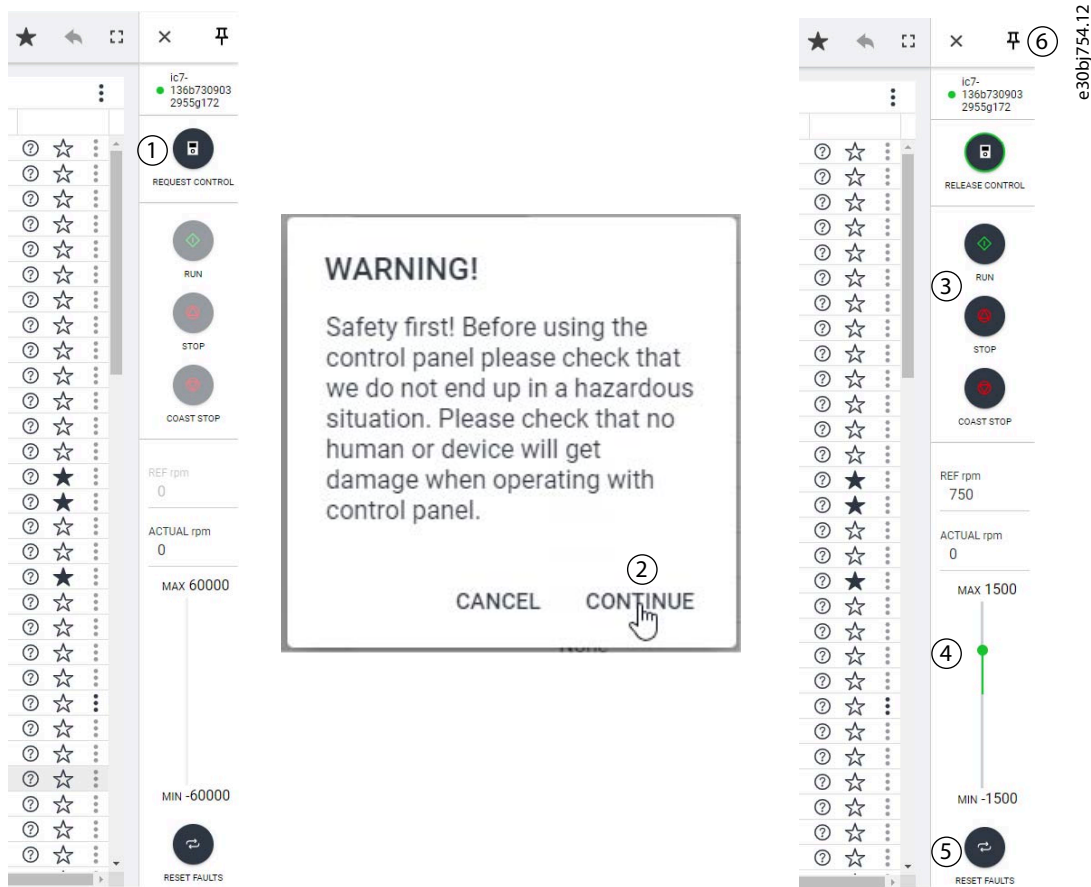 ic7-
136b730903
2955g172
1
REQUEST CONTROL
RUN
STOP
COAST STOP
REF rpm
0
ACTUAL rpm
0
MAX 60000
MIN -60000
RESET FAULTS
WARNING!
Safety first! Before using the
control panel please check that
we do not end up in a hazardous
situation. Please check that no
human or device will get
damage when operating with
control panel.
2
CANCEL CONTINUE
None
6
e30bj754.12
ic7-
136b730903
2955g172
RELEASE CONTROL
RUN
3
STOP
COAST STOP
REF rpm
750
ACTUAL rpm
0
MAX 1500
4
MIN -1500
5
RESET FAULTS